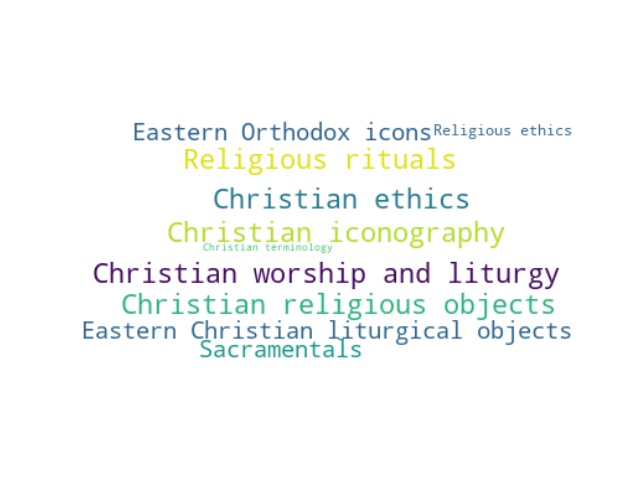 Eastern Orthodox icons Religious ethics
Religious rituals
Christian ethics
Christian iconography
Christian terminology
Christian worship and liturgy
Christian religious objects
Eastern Christian liturgical objects
Sacramentals